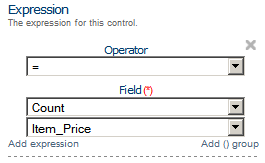 Expression
The expression for this control.
Operator
=
Field (*)
Count
Item_Price
Add expression Add () group